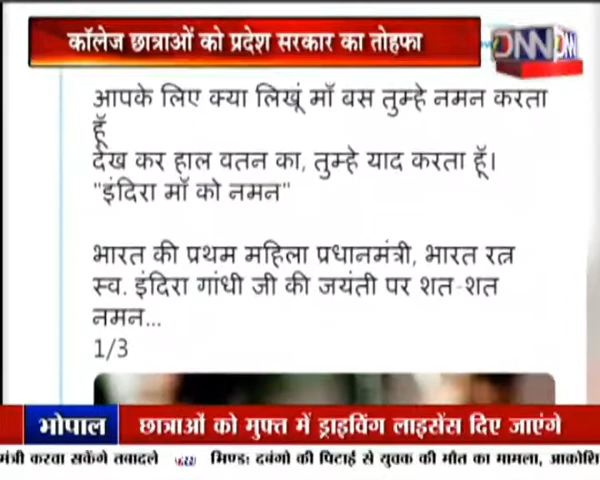 कॉलेज छात्राओं को प्रदेश सरकार का तोहफा
DNN
आपके लिए क्या लिखूं माँ बस तुम्हे नमन करता
हूँ
देख कर हाल वतन का, तुम्हे याद करता हूँ।
"इंदिरा माँ को नमन"
भारत की प्रथम महिला प्रधानमंत्री, भारत रत्न
स्व. इंदिरा गांधी जी की जयंती पर शत-शत
नमन...
1/3
भोपाल
छात्राओं को मुफ्त में ड्राइविंग लाइसेंस दिए जाएंगे
मंत्री करवा सकेंगे तबादले
भिण्ड: दबंगो की पिटाई से युवक की मौत का मामला, आक्रोशि